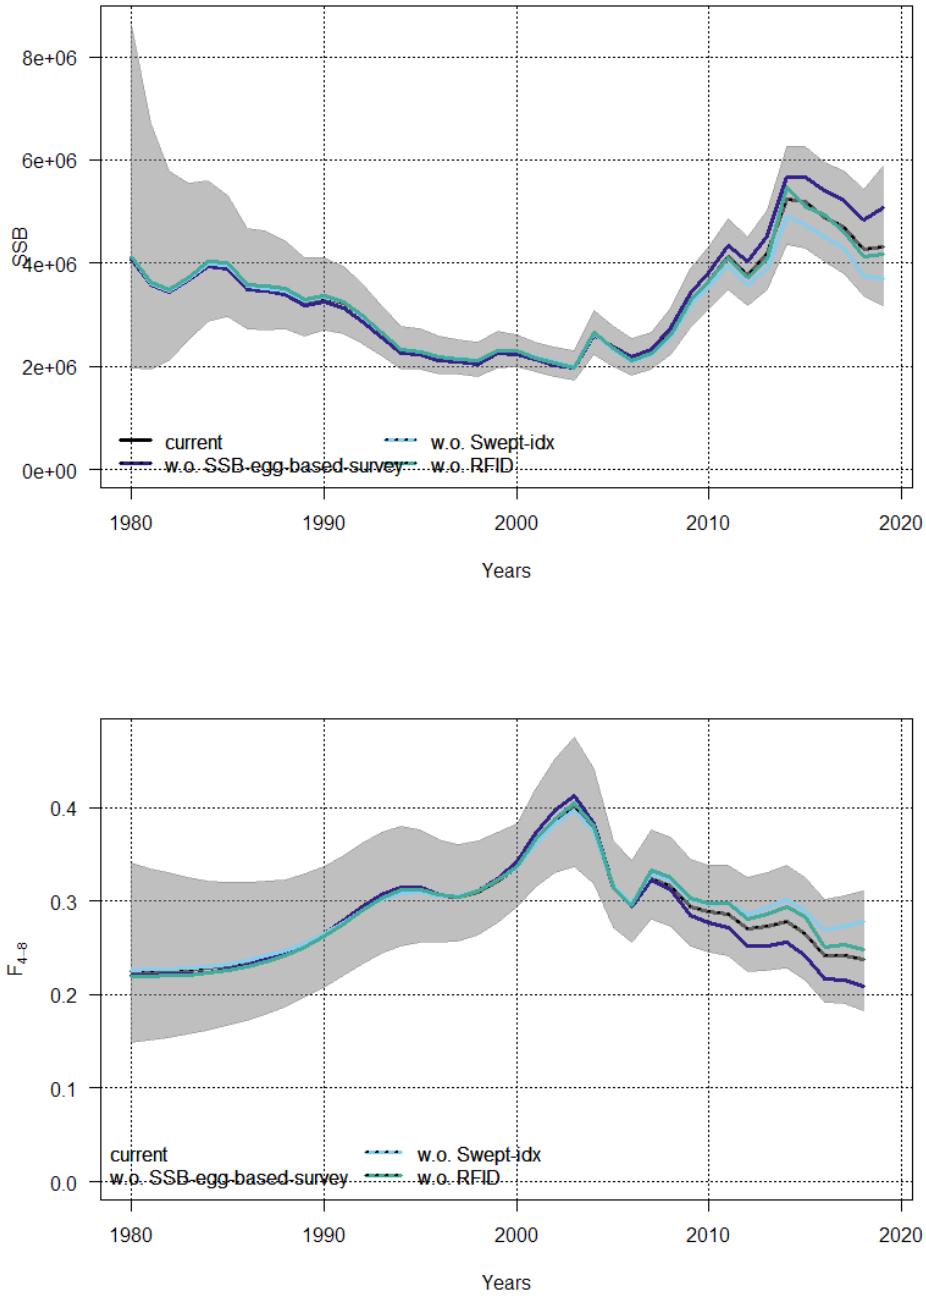 8e+06
6e+06
SSB
4e+06
2e+06
current w.o. Swept-idx
w.o. SSB-egg-based-survey w.o. RFID
0e+00
1980 1990 2000 2010 2020
Years
0.4
0.3
F4–8
0.2
0.1
current w.o. Swept-idx
w.o. SSB-egg-based-survey w.o. RFID
0.0
1980 1990 2000 2010 2020
Years